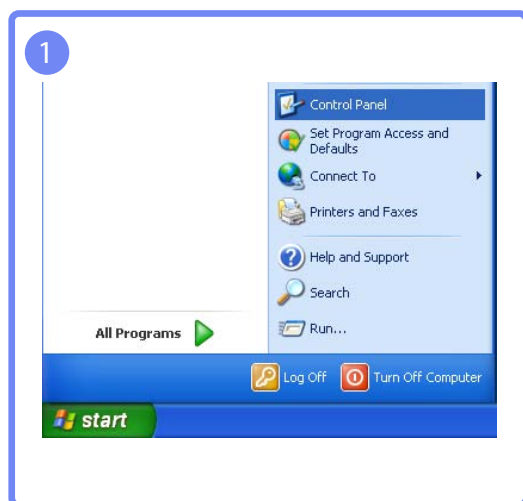 1
Control Panel
Set Program Access and
Defaults
Connect To
Printers and Faxes
Help and Support
Search
Run...
All Programs
Log Off Turn Off Computer
start